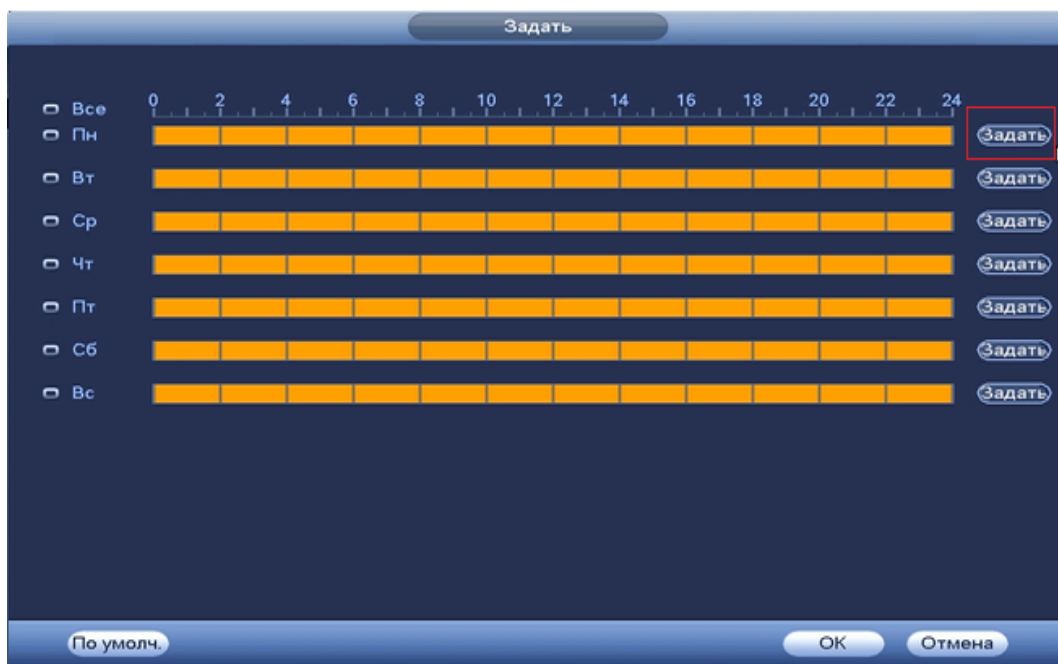 Задать
Все 0 2 4 6 8 10 12 14 16 18 20 22 24
Пн Задать
Вт Задать
Ср Задать
Чт Задать
Пт Задать
Сб Задать
Вс Задать
По умолч. OK Отмена